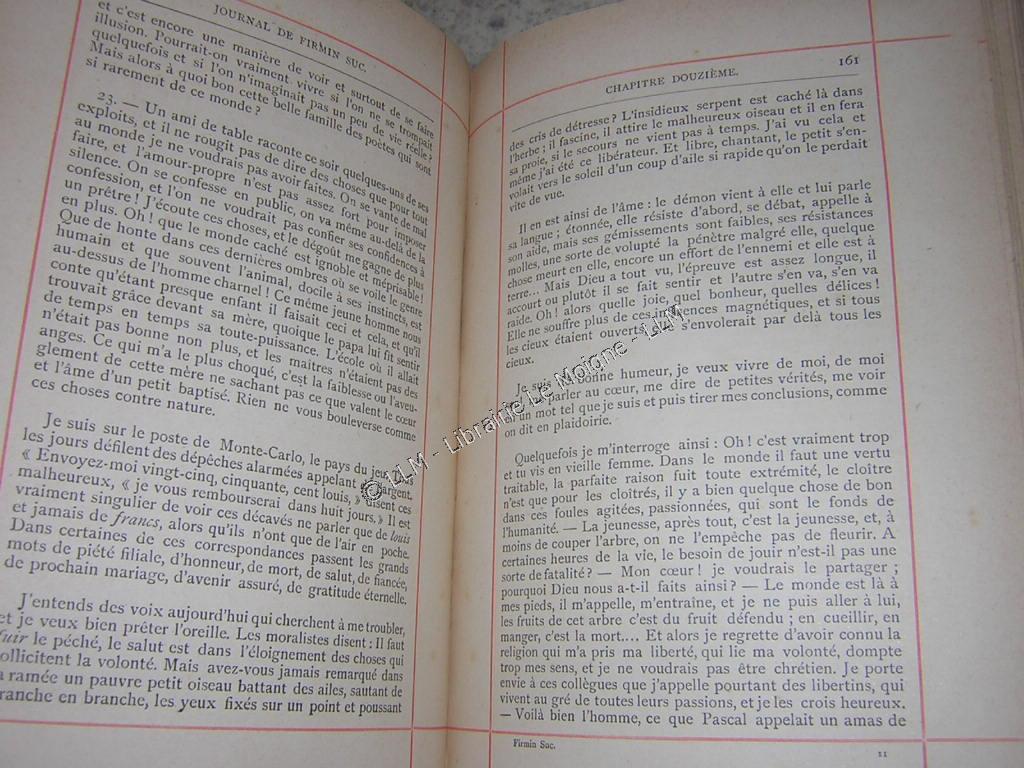 JOURNAL DE FIRMIN SUC.
et c'est encore une manière de voir et surtout de se faire
illusion. Pourrait-on vraiment vivre si l'on ne se trompait
quelquefois et si l'on n'imaginait pas un peu de vie réelle ?
Mais alors à quoi bon cette belle famille des poètes qui sont
si rarement de ce monde ?
23. — Un ami de table raconte ce soir quelques-uns de ses
exploits, et il ne rougit pas de dire des choses que pour tout
au monde je ne voudrais pas avoir faites. On se vante de mal
faire, et l'amour-propre n'est pas assez fort pour imposer
silence. On se confesse en public, on va même au-delà de la
confession, et l'on ne voudrait pas confier ses confidences à
un prêtre ! J'écoute ces choses, et le dégoût me gagne de plus
en plus. Oh ! que le monde caché est ignoble et méprisable !
Que de honte dans ces dernières ombres où se voile le genre
humain et que souvent l'animal, docile à ses instincts, est
au-dessus de l'homme charnel ! Ce même jeune homme nous
conte qu'étant presque enfant il faisait ceci et cela, et qu'il
trouvait grâce devant sa mère, quoique le papa lui fit sentir
de temps en temps sa toute-puissance. L'école où il allait
n'était pas bonne non plus, et les maîtres n'étaient pas des
anges. Ce qui m'a le plus choqué, c'est la faiblesse ou l'aveu-
glement de cette mère ne sachant pas ce que valent le cœur
et l'âme d'un petit baptisé. Rien ne vous bouleverse comme
ces choses contre nature.
Je suis sur le poste de Monte-Carlo, le pays du jeu
les jours défilent des dépêches alarmées appelant argent.
« Envoyez-moi vingt-cinq, cinquante, cent louis, » disent ces
malheureux, « je vous rembourserai dans huit jours. » Il est
vraiment singulier de voir ces décavés ne parler que de louis
et jamais de francs, alors qu'ils n'ont que de l'air en poche.
Dans certaines de ces correspondances passent les grands
mots de piété filiale, d'honneur, de mort, de salut, de fiancée,
de prochain mariage, d'avenir assuré, de gratitude éternelle.
J'entends des voix aujourd'hui qui cherchent à me troubler,
et je veux bien prêter l'oreille. Les moralistes disent : Il faut
fuir le péché, le salut est dans l'éloignement des choses qui
sollicitent la volonté. Mais avez-vous jamais remarqué dans
la ramée un pauvre petit oiseau battant des ailes, sautant de
branche en branche, les yeux fixés sur un point et poussant
CHAPITRE DOUZIÈME. 161
des cris de détresse ? L'insidieux serpent est caché là dans
l'herbe ; il fascine, il attire le malheureux oiseau et il en fera
sa proie, si le secours ne vient pas à temps. J'ai vu cela et
même j'ai été ce libérateur. Et libre, chantant, le petit s'en-
volait vers le soleil d'un coup d'aile si rapide qu'on le perdait
vite de vue.
Il en est ainsi de l'âme : le démon vient à elle et lui parle
sa langue ; étonnée, elle résiste d'abord, se débat, appelle à
son aide, mais ses gémissements sont faibles, ses résistances
molles, une sorte de volupté la pénètre malgré elle, quelque
chose meurt en elle, encore un effort de l'ennemi et elle est à
terre... Mais Dieu a tout vu, l'épreuve est assez longue, il
accourt ou plutôt il se fait sentir et l'autre s'en va, s'en va
raide. Oh ! alors quelle joie, quel bonheur, quelles délices !
Elle ne souffre plus de ces influences magnétiques, et si tous
les cieux étaient ouverts, elle s'envolerait par delà tous les
cieux.
Je suis de bonne humeur, je veux vivre de moi, de moi
parler au cœur, me dire de petites vérités, me voir
en un mot tel que je suis et puis tirer mes conclusions, comme
on dit en plaidoirie.
Quelquefois je m'interroge ainsi : Oh ! c'est vraiment trop
et tu vis en vieille femme. Dans le monde il faut une vertu
traitable, la parfaite raison fuit toute extrémité, le cloître
n'est que pour les cloîtrés, il y a bien quelque chose de bon
dans ces foules agitées, passionnées, qui sont le fonds de
l'humanité. — La jeunesse, après tout, c'est la jeunesse, et, à
moins de couper l'arbre, on ne l'empêche pas de fleurir. A
certaines heures de la vie, le besoin de jouir n'est-il pas une
sorte de fatalité ? — Mon cœur ! je voudrais le partager ;
pourquoi Dieu nous a-t-il faits ainsi ? — Le monde est là à
mes pieds, il m'appelle, m'entraine, et je ne puis aller à lui,
les fruits de cet arbre c'est du fruit défendu ; en cueillir, en
manger, c'est la mort.... Et alors je regrette d'avoir connu la
religion qui m'a pris ma liberté, qui lie ma volonté, dompte
trop mes sens, et je ne voudrais pas être chrétien. Je porte
envie à ces collègues que j'appelle pourtant des libertins, qui
vivent au gré de toutes leurs passions, et je les crois heureux.
— Voilà bien l'homme, ce que Pascal appelait un amas de
Firmin Suc. 11
© LLM - Librairie Le Moigne - LLM